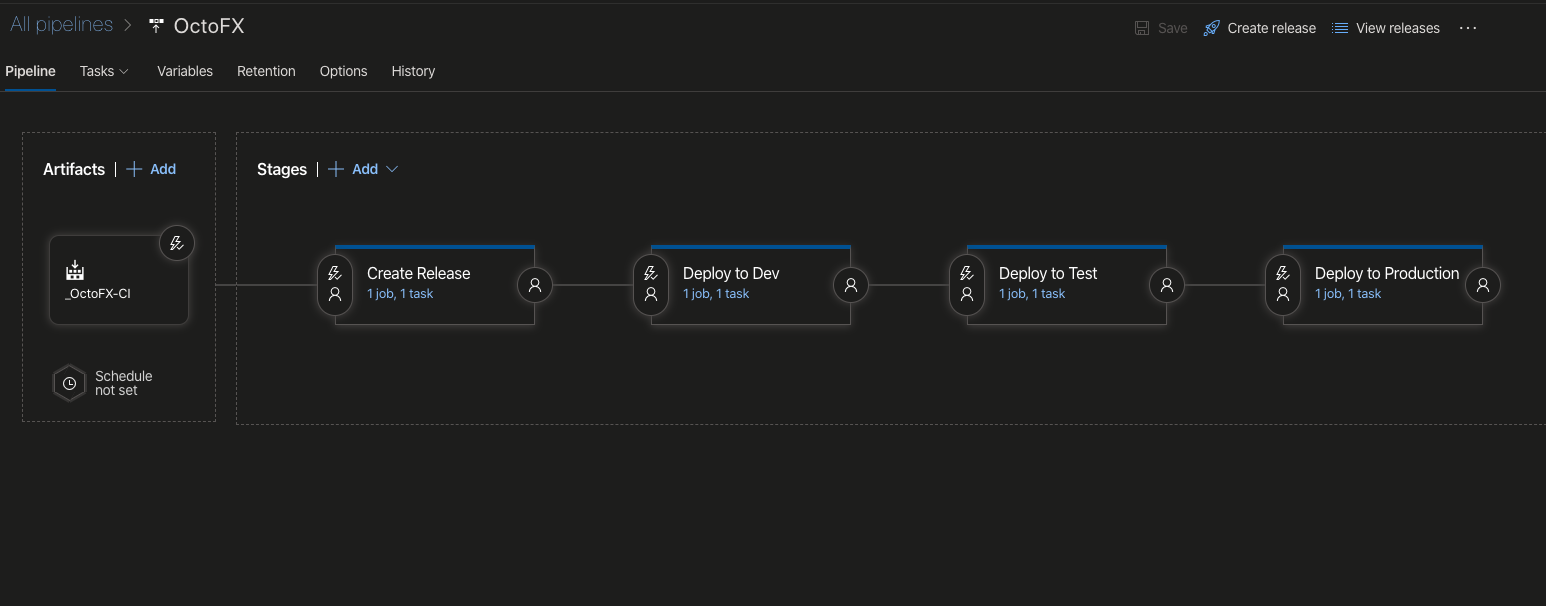 All pipelines > OctoFX
Save Create release View releases ...
Pipeline Tasks Variables Retention Options History
Artifacts | + Add
Stages | + Add
_OctoFX-CI
Schedule
not set
Create Release
1 job, 1 task
Deploy to Dev
1 job, 1 task
Deploy to Test
1 job, 1 task
Deploy to Production
1 job, 1 task